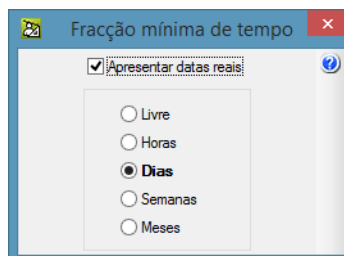 Fracção mínima de tempo
Apresentar datas reais
Livre
Horas
Dias
Semanas
Meses